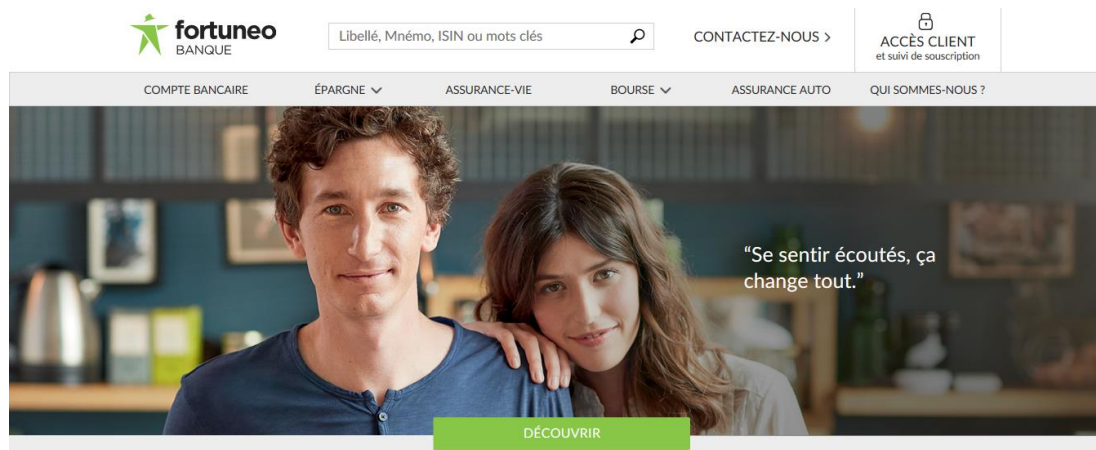 fortuneo
BANQUE
Libellé, Mnémo, ISIN ou mots clés
CONTACTEZ-NOUS >
ACCÈS CLIENT
et suivi de souscription
COMPTE BANCAIRE ÉPARGNE ASSURANCE-VIE BOURSE ASSURANCE AUTO QUI SOMMES-NOUS ?
“Se sentir écoutés, ça
change tout.”
DÉCOUVRIR